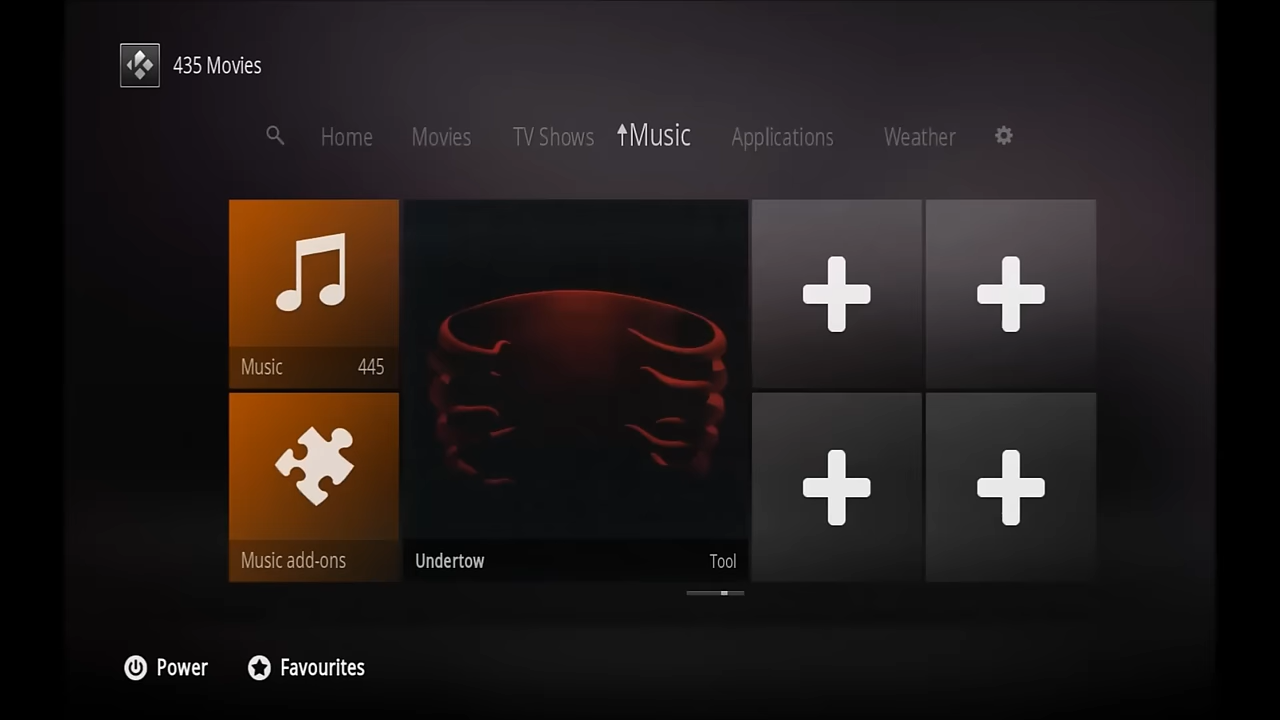 435 Movies
Home Movies TV Shows Music Applications Weather
Music 445
Music add-ons
Undertow Tool
Power Favourites